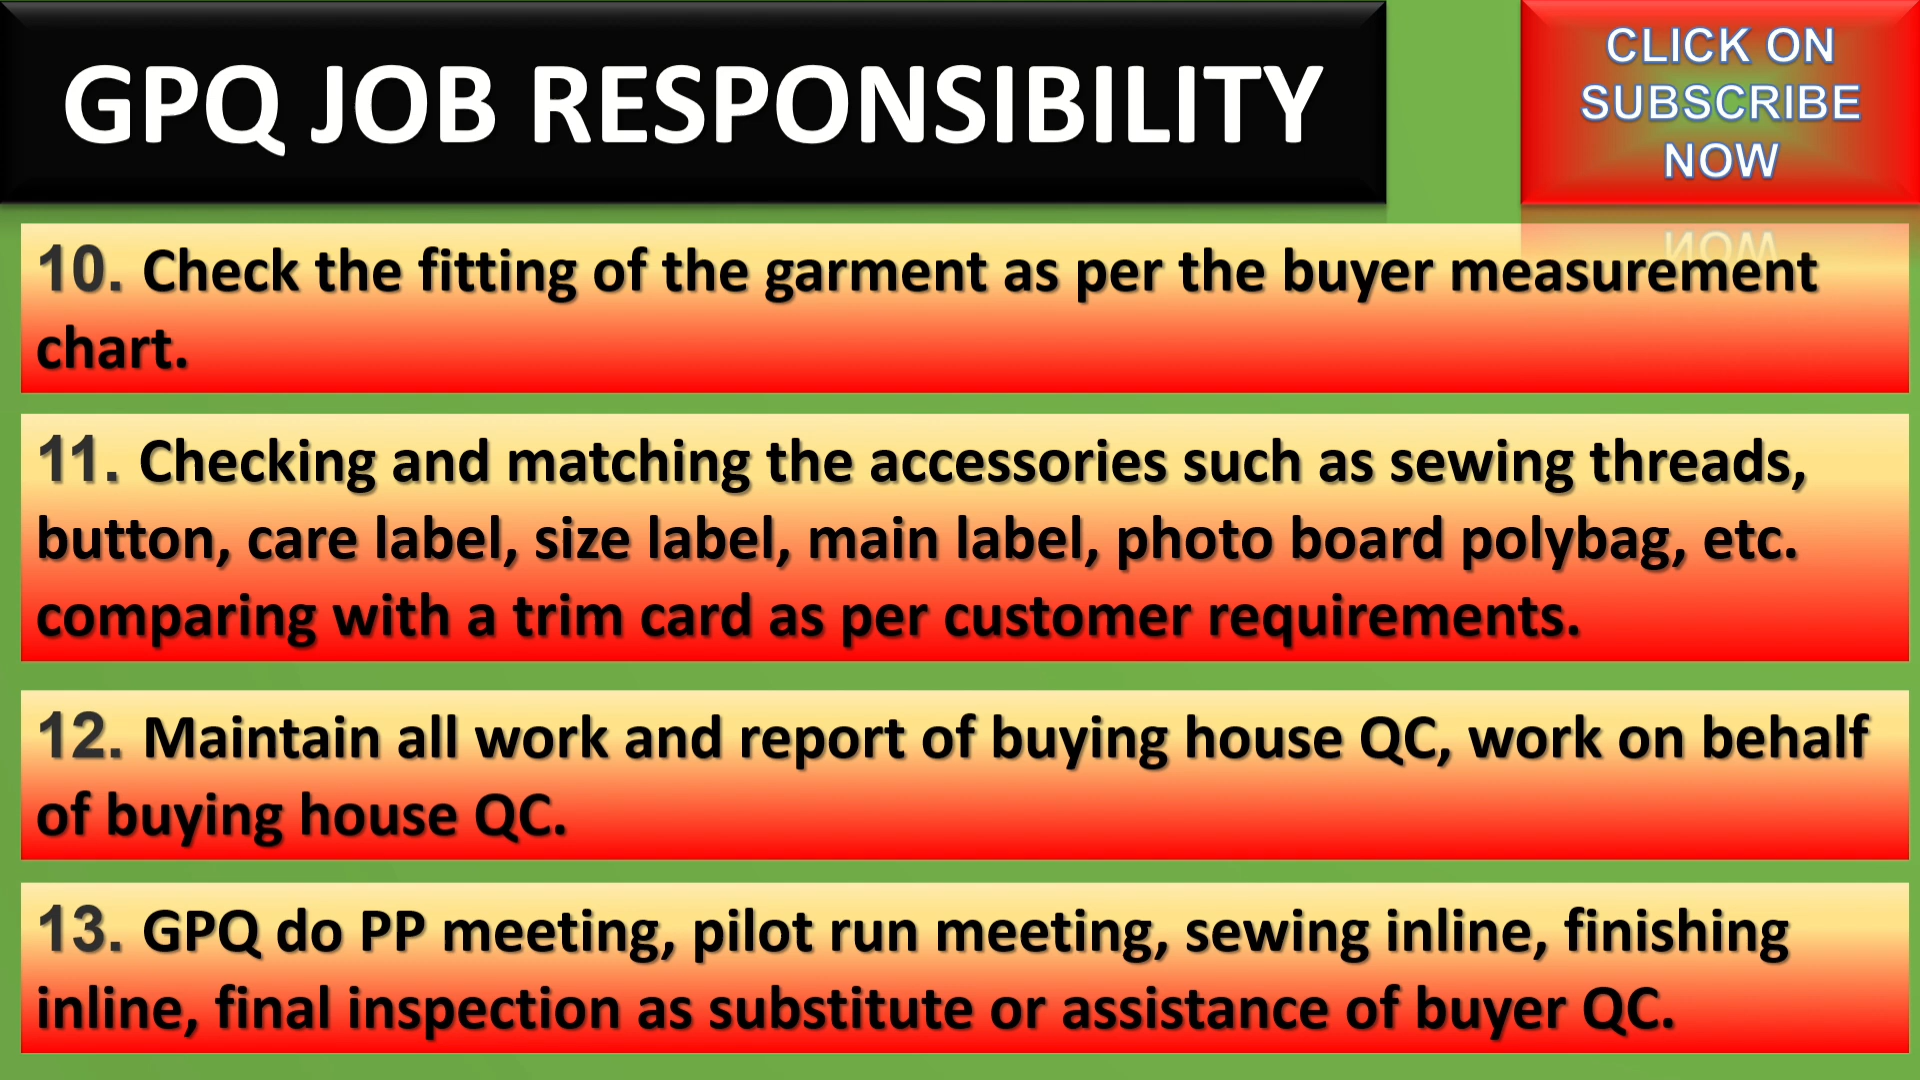 GPQ JOB RESPONSIBILITY
CLICK ON
SUBSCRIBE
NOW
10. Check the fitting of the garment as per the buyer measurement
chart.
11. Checking and matching the accessories such as sewing threads,
button, care label, size label, main label, photo board polybag, etc.
comparing with a trim card as per customer requirements.
12. Maintain all work and report of buying house QC, work on behalf
of buying house QC.
13. GPQ do PP meeting, pilot run meeting, sewing inline, finishing
inline, final inspection as substitute or assistance of buyer QC.